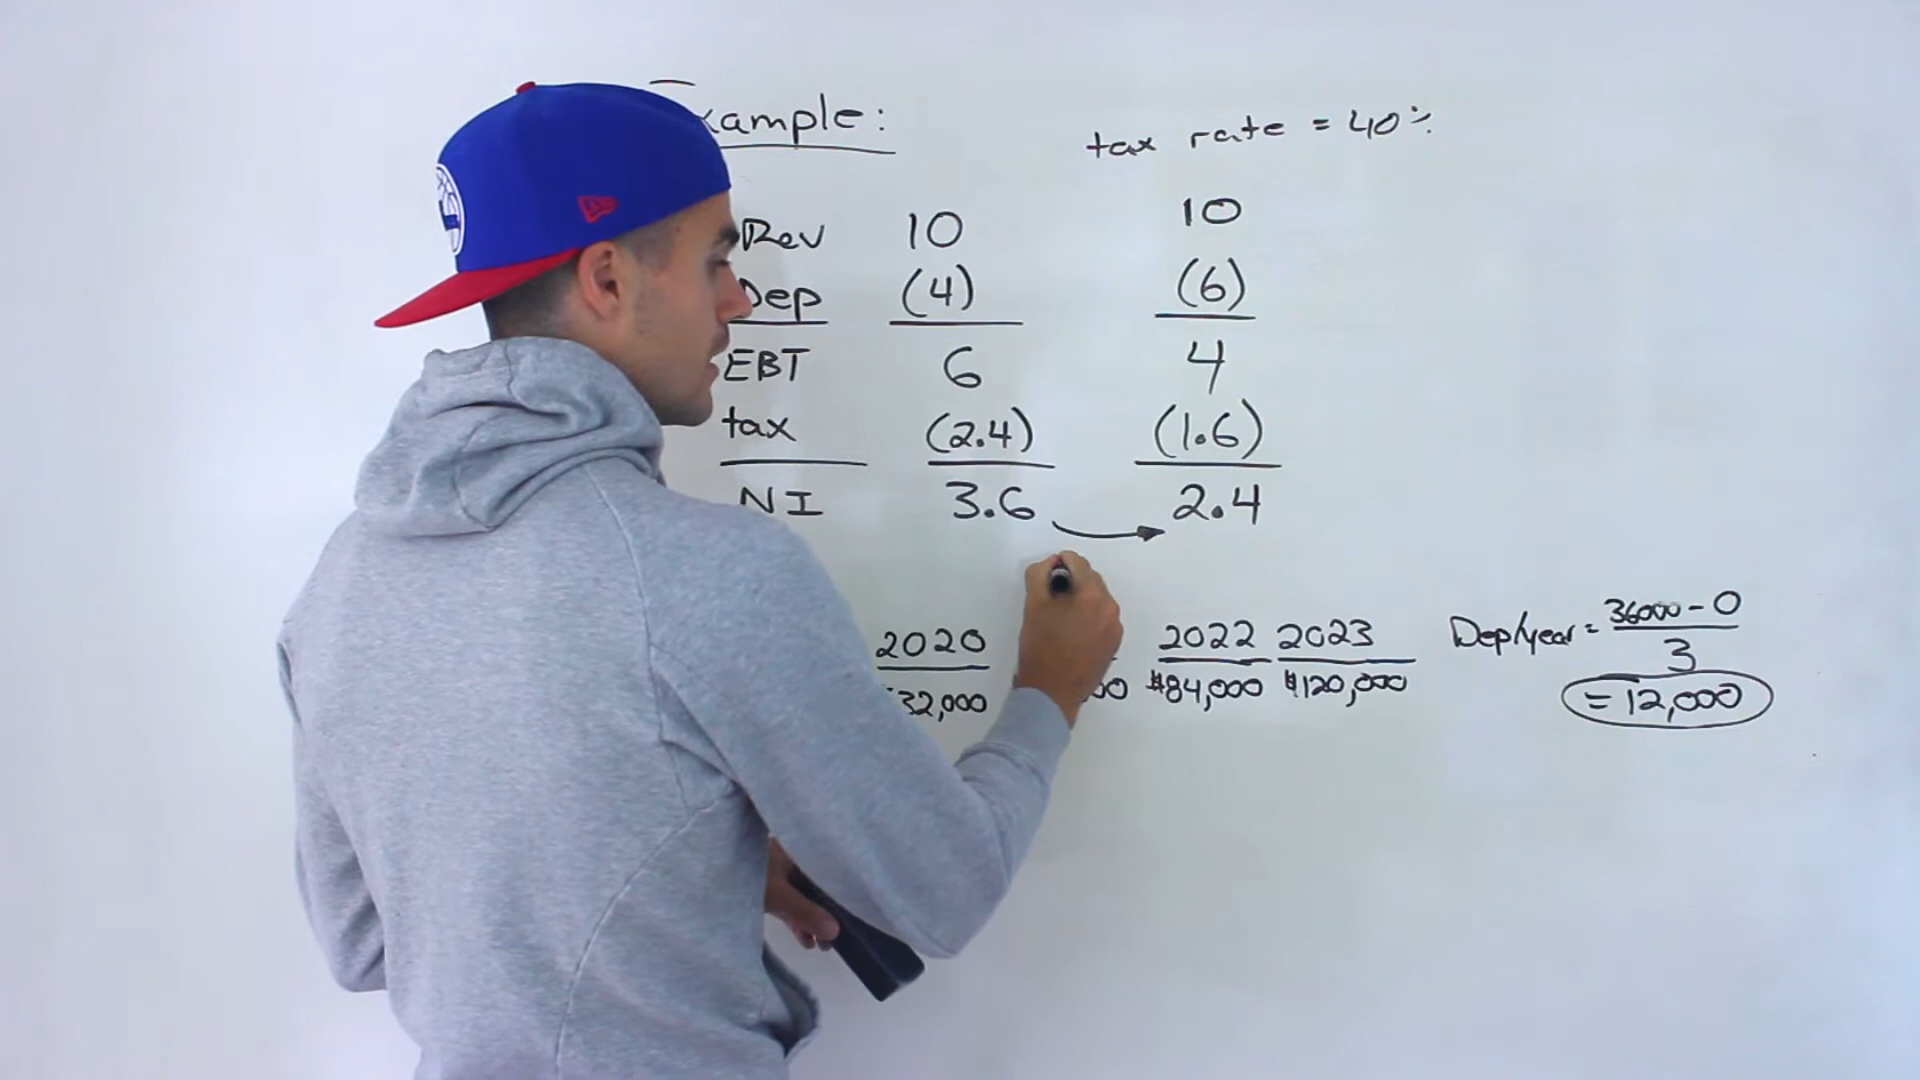 Example:
tax rate = 40%
Rev 10 10
Dep (4) (6)
EBT 6 4
tax (2.4) (1.6)
NI 3.6 2.4
2020 2022 2023
32,000 $84,000 $120,000
Dep/year = 36000 - 0
3
= 12,000